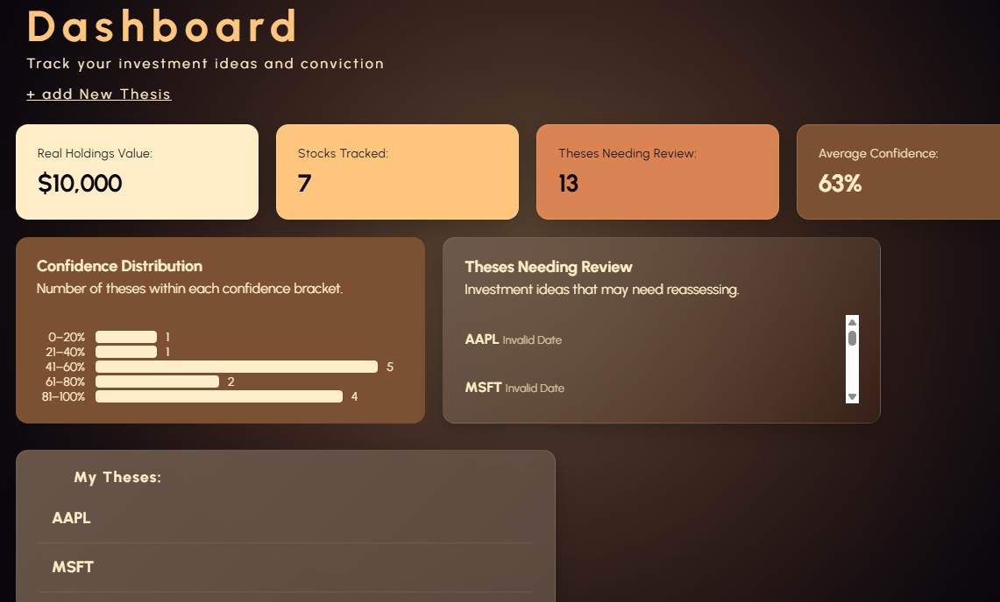 Dashboard
Track your investment ideas and conviction
+ add New Thesis
Real Holdings Value:
$10,000
Stocks Tracked:
7
Theses Needing Review:
13
Average Confidence:
63%
Confidence Distribution
Number of theses within each confidence bracket.
0–20% 1
21–40% 1
41–60% 5
61–80% 2
81–100% 4
Theses Needing Review
Investment ideas that may need reassessing.
AAPL Invalid Date
MSFT Invalid Date
My Theses:
AAPL
MSFT